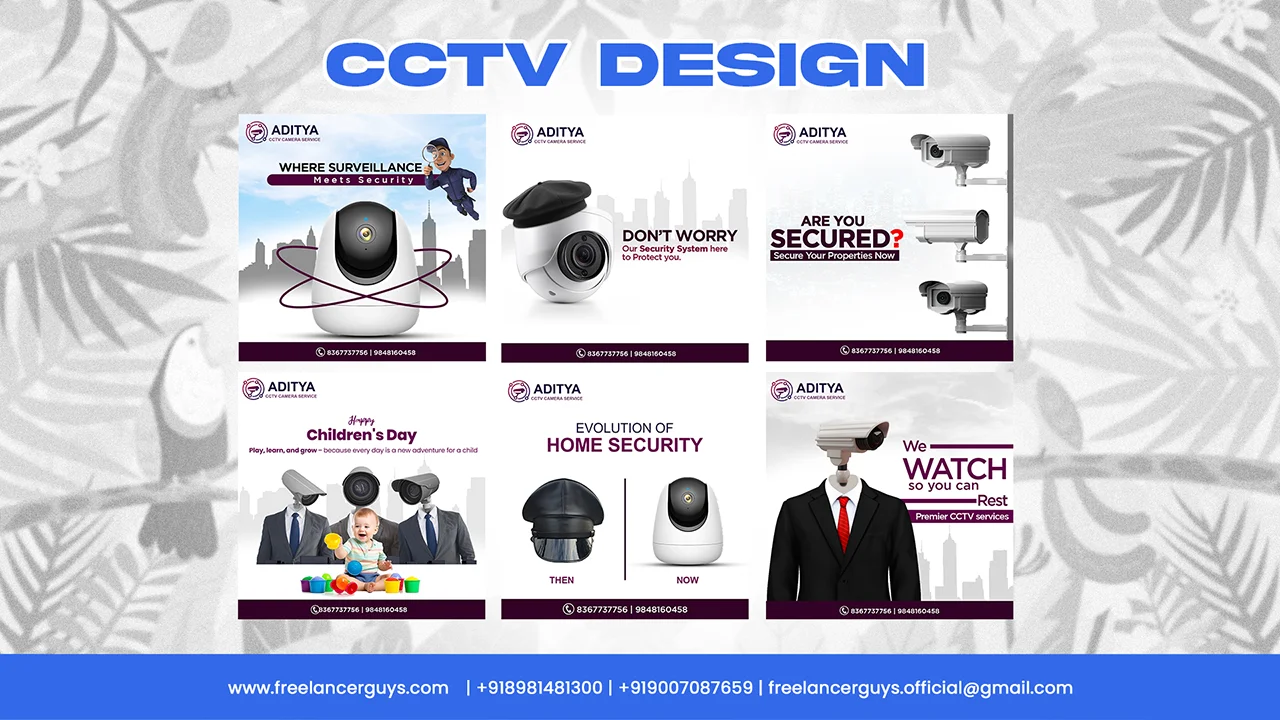 CCTV DESIGN
ADITYA
CCTV CAMERA SERVICE
WHERE SURVEILLANCE
Meets Security
8367737756 | 9848160458
ADITYA
CCTV CAMERA SERVICE
DON'T WORRY
Our Security System here
to Protect you.
8367737756 | 9848160458
ADITYA
CCTV CAMERA SERVICE
ARE YOU
SECURED?
Secure Your Properties Now
8367737756 | 9848160458
ADITYA
CCTV CAMERA SERVICE
Happy
Children's Day
Play, learn, and grow – because every day is a new adventure for a child
8367737756 | 9848160458
ADITYA
CCTV CAMERA SERVICE
EVOLUTION OF
HOME SECURITY
THEN
NOW
8367737756 | 9848160458
ADITYA
CCTV CAMERA SERVICE
We
WATCH
so you can
Rest
Premier CCTV services
8367737756 | 9848160458
www.freelancerguys.com | +918981481300 | +919007087659 | freelancerguys.official@gmail.com